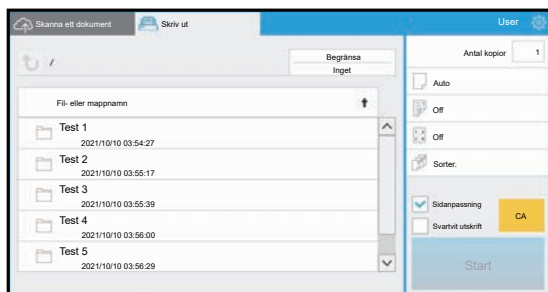 Skanna ett dokument
Skriv ut
User
/
Begränsa
Inget
Antal kopior 1
Fil- eller mappnamn
Auto
Off
Off
Sorter.
Test 1
2021/10/10 03:54:27
Test 2
2021/10/10 03:55:17
Test 3
2021/10/10 03:55:39
Test 4
2021/10/10 03:56:00
Test 5
2021/10/10 03:56:29
Sidanpassning
Svartvit utskrift
CA
Start